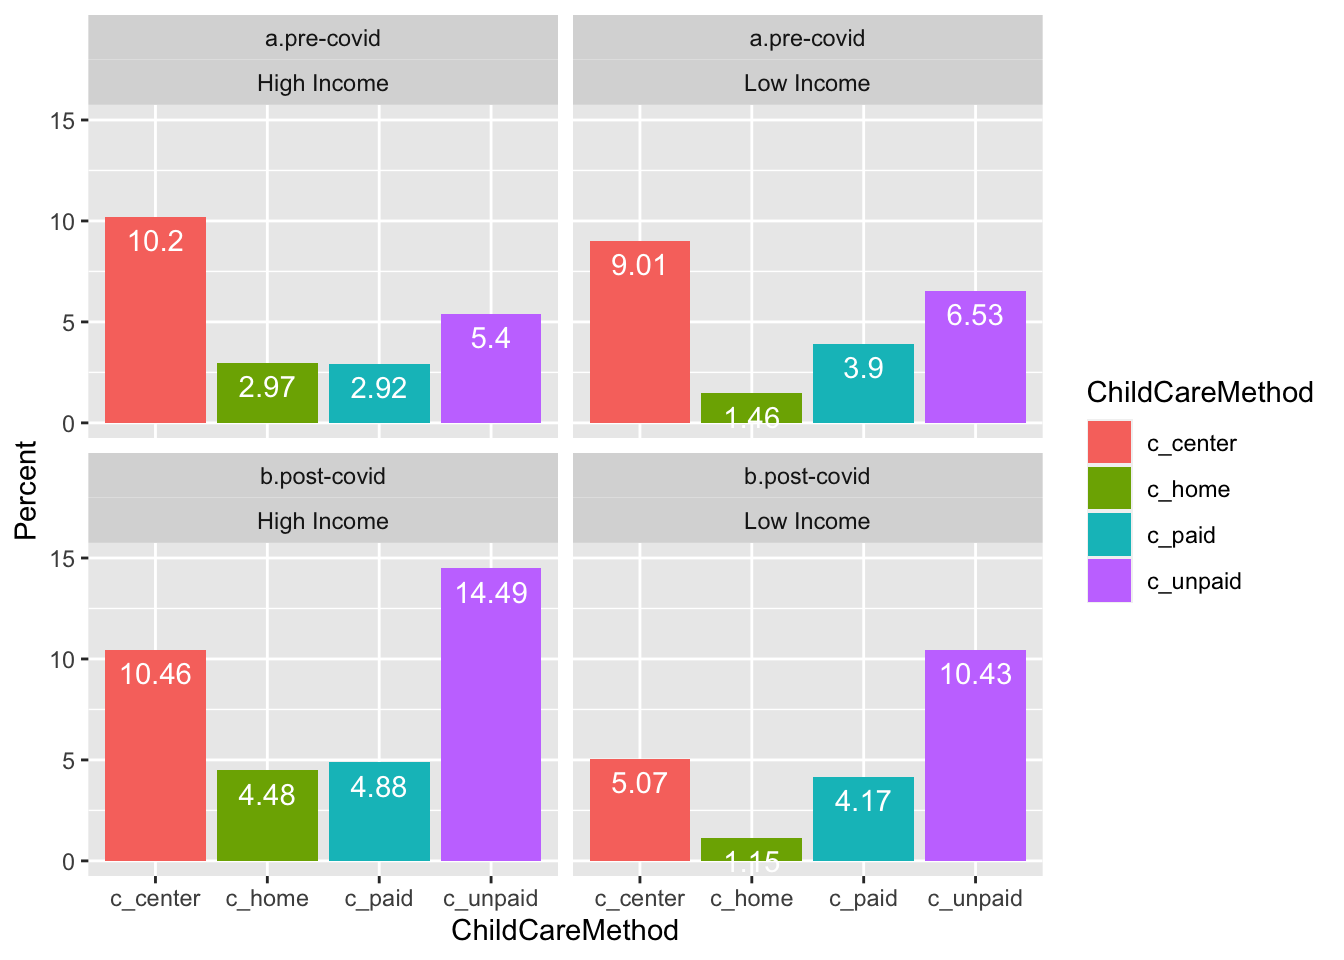 a.pre-covid
High Income
a.pre-covid
Low Income
15
10
5
0
10.2
2.97
2.92
5.4
9.01
1.46
3.9
6.53
Percent
b.post-covid
High Income
b.post-covid
Low Income
15
10
5
0
10.46
4.48
4.88
14.49
5.07
1.15
4.17
10.43
c_center c_home c_paid c_unpaid
c_center c_home c_paid c_unpaid
ChildCareMethod
ChildCareMethod
c_center
c_home
c_paid
c_unpaid